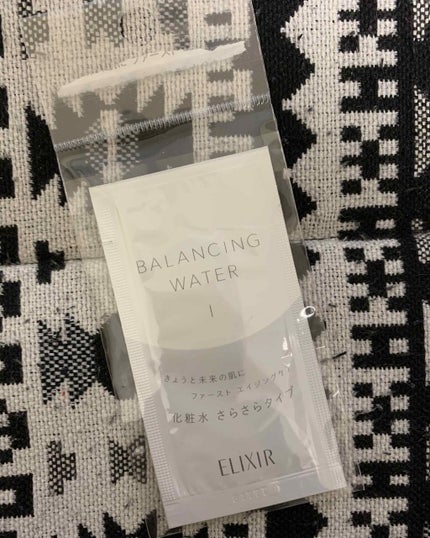 BALANCING
WATER
I
きょうと未来の肌に
ファースト エイジングケア
化粧水 さらさらタイプ
ELIXIR